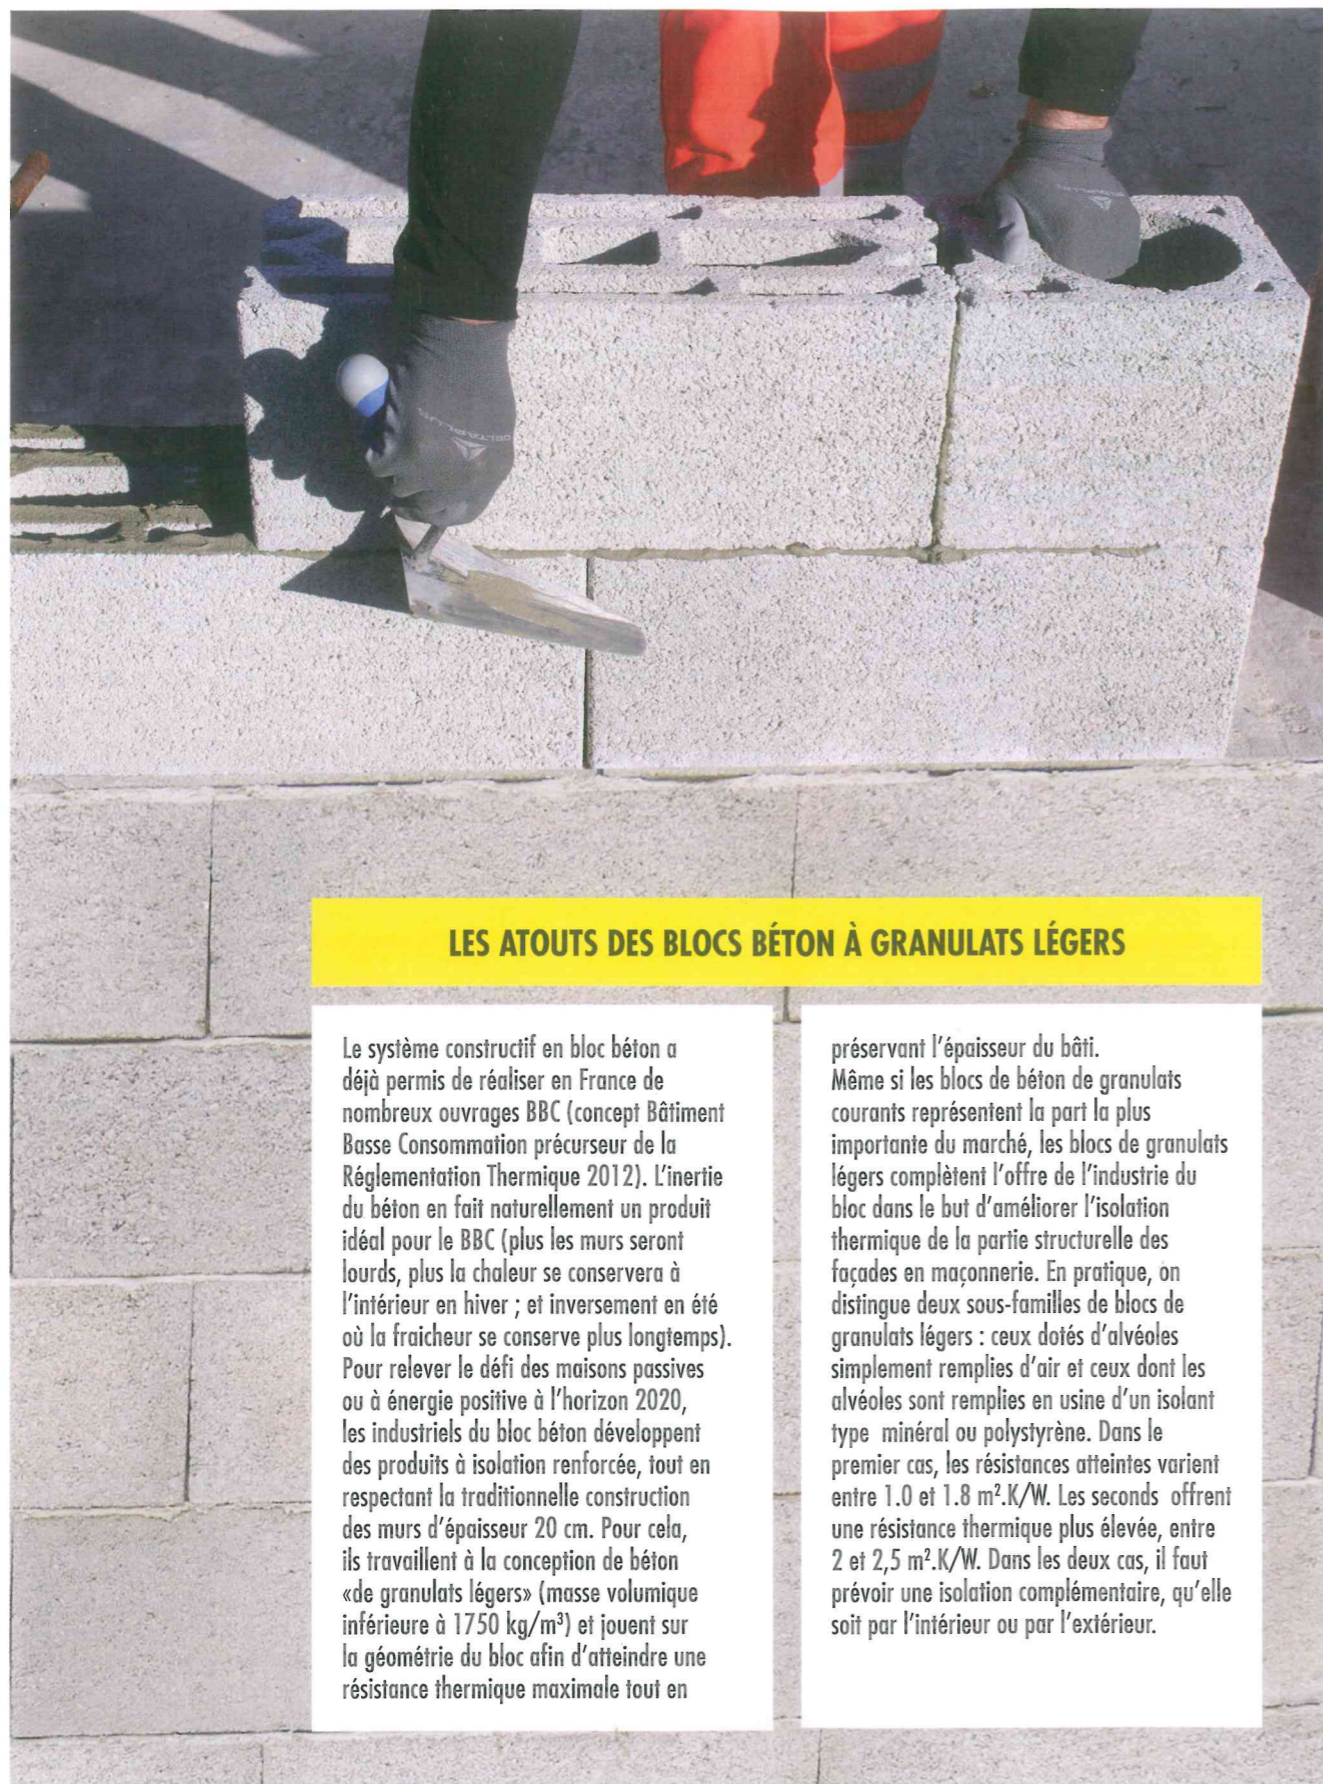 DELTAPLUS
LES ATOUTS DES BLOCS BÉTON À GRANULATS LÉGERS
Le système constructif en bloc béton a
déjà permis de réaliser en France de
nombreux ouvrages BBC (concept Bâtiment
Basse Consommation précurseur de la
Réglementation Thermique 2012). L'inertie
du béton en fait naturellement un produit
idéal pour le BBC (plus les murs seront
lourds, plus la chaleur se conservera à
l'intérieur en hiver ; et inversement en été
où la fraicheur se conserve plus longtemps).
Pour relever le défi des maisons passives
ou à énergie positive à l'horizon 2020,
les industriels du bloc béton développent
des produits à isolation renforcée, tout en
respectant la traditionnelle construction
des murs d'épaisseur 20 cm. Pour cela,
ils travaillent à la conception de béton
«de granulats légers» (masse volumique
inférieure à 1750 kg/m³) et jouent sur
la géométrie du bloc afin d'atteindre une
résistance thermique maximale tout en
préservant l'épaisseur du bâti.
Même si les blocs de béton de granulats
courants représentent la part la plus
importante du marché, les blocs de granulats
légers complètent l'offre de l'industrie du
bloc dans le but d'améliorer l'isolation
thermique de la partie structurelle des
façades en maçonnerie. En pratique, on
distingue deux sous-familles de blocs de
granulats légers : ceux dotés d'alvéoles
simplement remplies d'air et ceux dont les
alvéoles sont remplies en usine d'un isolant
type minéral ou polystyrène. Dans le
premier cas, les résistances atteintes varient
entre 1.0 et 1.8 m².K/W. Les seconds offrent
une résistance thermique plus élevée, entre
2 et 2,5 m².K/W. Dans les deux cas, il faut
prévoir une isolation complémentaire, qu'elle
soit par l'intérieur ou par l'extérieur.